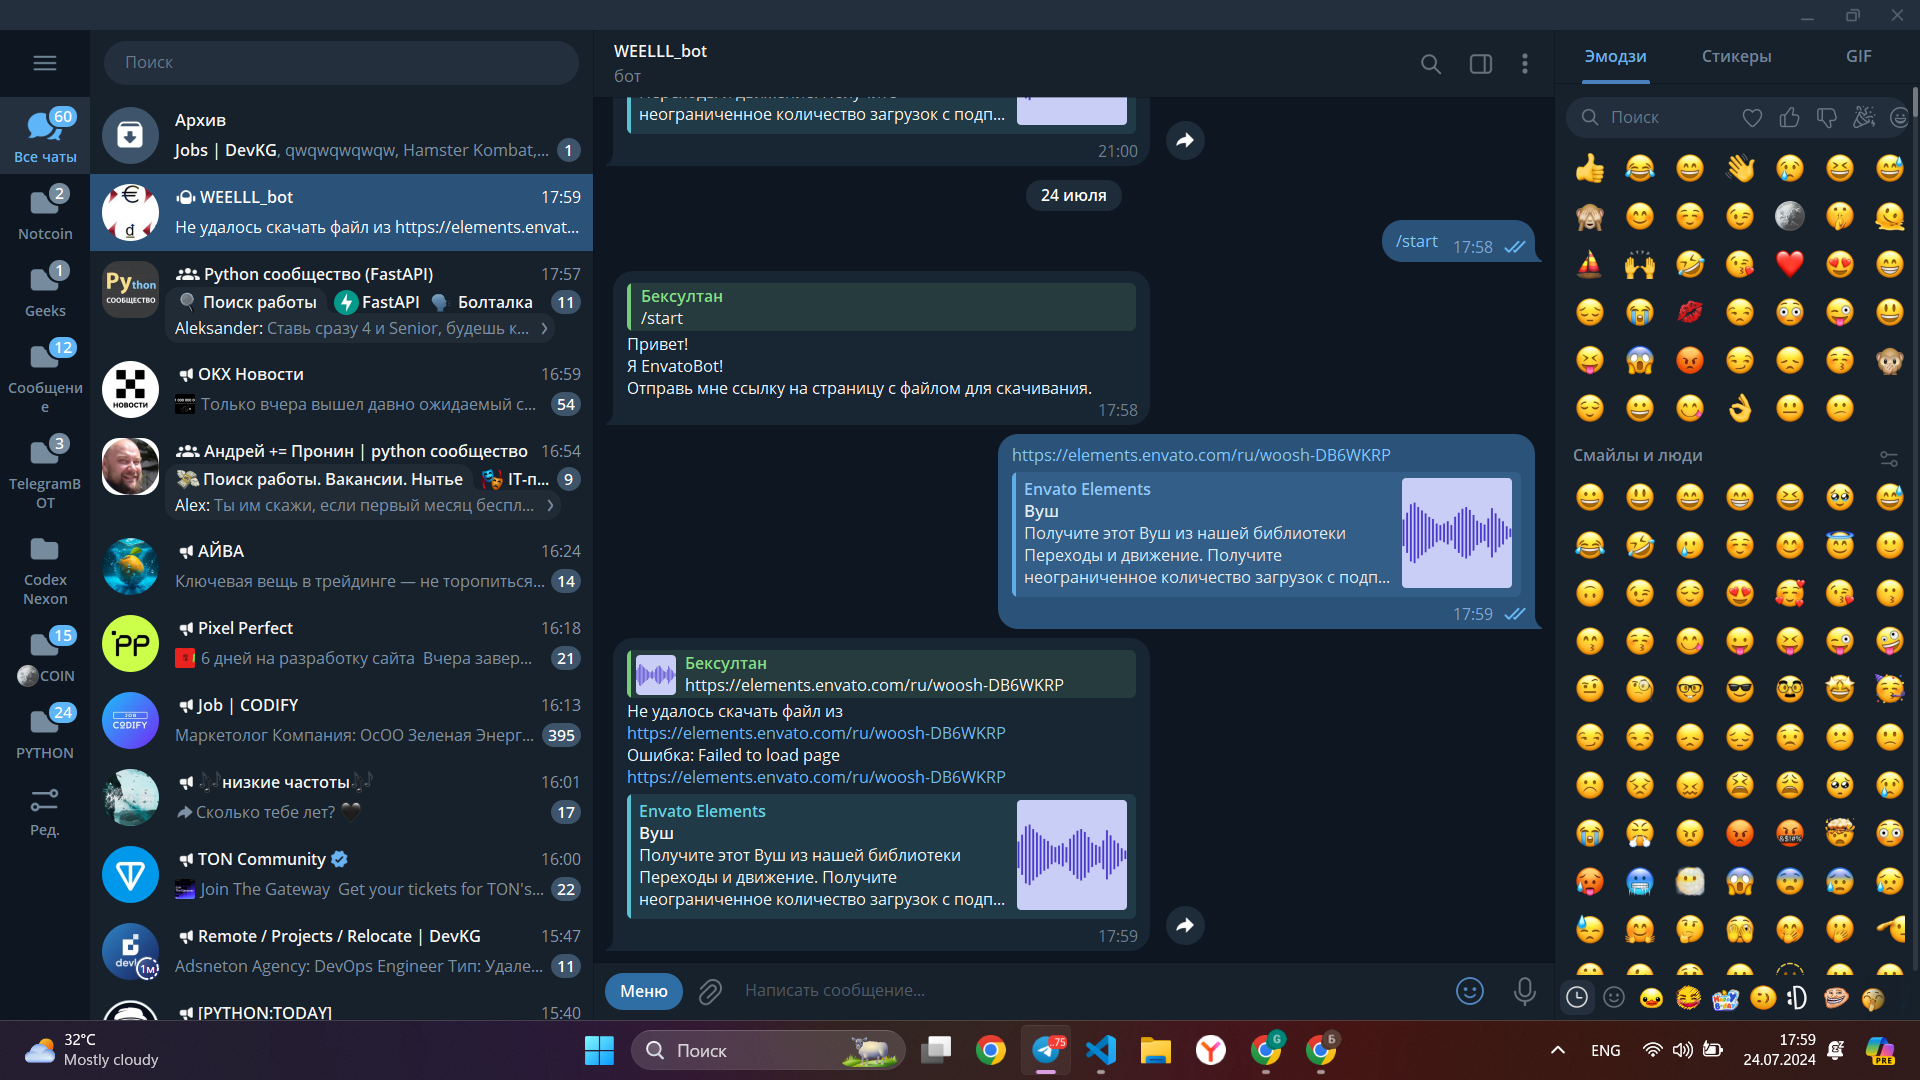 Поиск
60
Все чаты
2
Notcoin
1
Geeks
12
Сообщени
е
3
TelegramB
OT
Codex
Nexon
15
COIN
24
PYTHON
Ред.
Архив
Jobs | DevKG, qwqwqwqwqw, Hamster Kombat,...
1
WEELLL_bot
17:59
Не удалось скачать файл из https://elements.envat...
Python
СООБЩЕСТВО
Python сообщество (FastAPI)
17:57
Поиск работы FastAPI Болталка
11
Aleksander: Ставь сразу 4 и Senior, будешь к...
НОВОСТИ
OKX Новости
16:59
Только вчера вышел давно ожидаемый с...
54
Андрей += Пронин | python сообщество
16:54
Поиск работы. Вакансии. Нытье IT-п...
9
Alex: Ты им скажи, если первый месяц беспл...
АЙВА
16:24
Ключевая вещь в трейдинге — не торопиться...
14
PP
Pixel Perfect
16:18
6 дней на разработку сайта Вчера завер...
21
JOB
CODIFY
Job | CODIFY
16:13
Маркетолог Компания: ОсОО Зеленая Энерг...
395
низкие частоты
16:01
Сколько тебе лет?
17
TON Community
16:00
Join The Gateway Get your tickets for TON's...
22
1м
Remote / Projects / Relocate | DevKG
15:47
Adsneton Agency: DevOps Engineer Тип: Удале...
11
[PYTHON:TODAY]
15:40
WEELLL_bot
бот
неограниченное количество загрузок с подп...
21:00
24 июля
/start
17:58
Бексултан
/start
Привет!
Я EnvatoBot!
Отправь мне ссылку на страницу с файлом для скачивания.
17:58
https://elements.envato.com/ru/woosh-DB6WKRP
Envato Elements
Вуш
Получите этот Вуш из нашей библиотеки
Переходы и движение. Получите
неограниченное количество загрузок с подп...
17:59
Бексултан
https://elements.envato.com/ru/woosh-DB6WKRP
Не удалось скачать файл из
https://elements.envato.com/ru/woosh-DB6WKRP
Ошибка: Failed to load page
https://elements.envato.com/ru/woosh-DB6WKRP
Envato Elements
Вуш
Получите этот Вуш из нашей библиотеки
Переходы и движение. Получите
неограниченное количество загрузок с подп...
17:59
Меню
Написать сообщение...
Эмодзи
Стикеры
GIF
Поиск
Смайлы и люди
32°C
Mostly cloudy
Поиск
..75
G
Б
ENG
17:59
24.07.2024
PRE